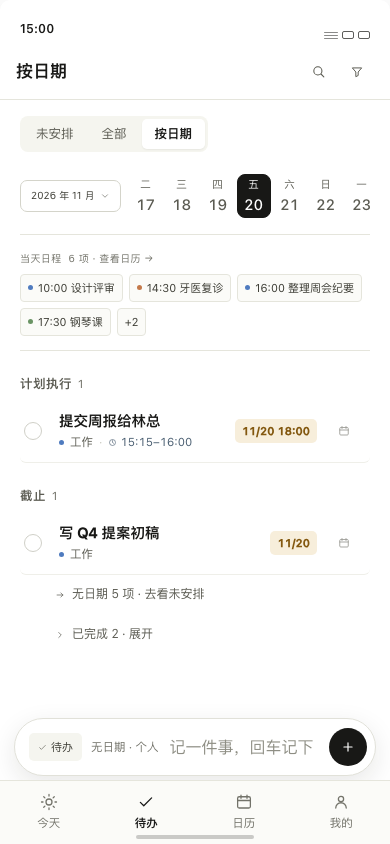 15:00
按日期
未安排 全部 按日期
2026 年 11 月 二 三 四 五 六 日 一
17 18 19 20 21 22 23
当天日程 6 项 · 查看日历 →
10:00 设计评审 14:30 牙医复诊 16:00 整理周会纪要
17:30 钢琴课 +2
计划执行 1
提交周报给林总 11/20 18:00
工作 · 15:15–16:00
截止 1
写 Q4 提案初稿 11/20
工作
→ 无日期 5 项 · 去看未安排
› 已完成 2 · 展开
待办 无日期 · 个人 记一件事，回车记下 +
今天 待办 日历 我的